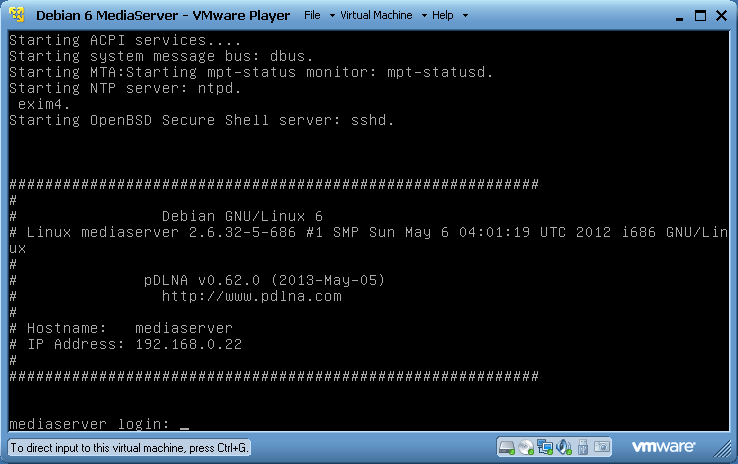 Debian 6 MediaServer - VMware Player File Virtual Machine Help
Starting ACPI services....
Starting system message bus: dbus.
Starting MTA:Starting mpt-status monitor: mpt-statusd.
Starting NTP server: ntpd.
 exim4.
Starting OpenBSD Secure Shell server: sshd.
###########################################################
#
#                Debian GNU/Linux 6
# Linux mediaserver 2.6.32-5-686 #1 SMP Sun May 6 04:01:19 UTC 2012 i686 GNU/Lin
ux
#
#              pDLNA v0.62.0 (2013-May-05)
#                http://www.pdlna.com
#
# Hostname:   mediaserver
# IP Address: 192.168.0.22
#
###########################################################
mediaserver login: _
To direct input to this virtual machine, press Ctrl+G.
vmware